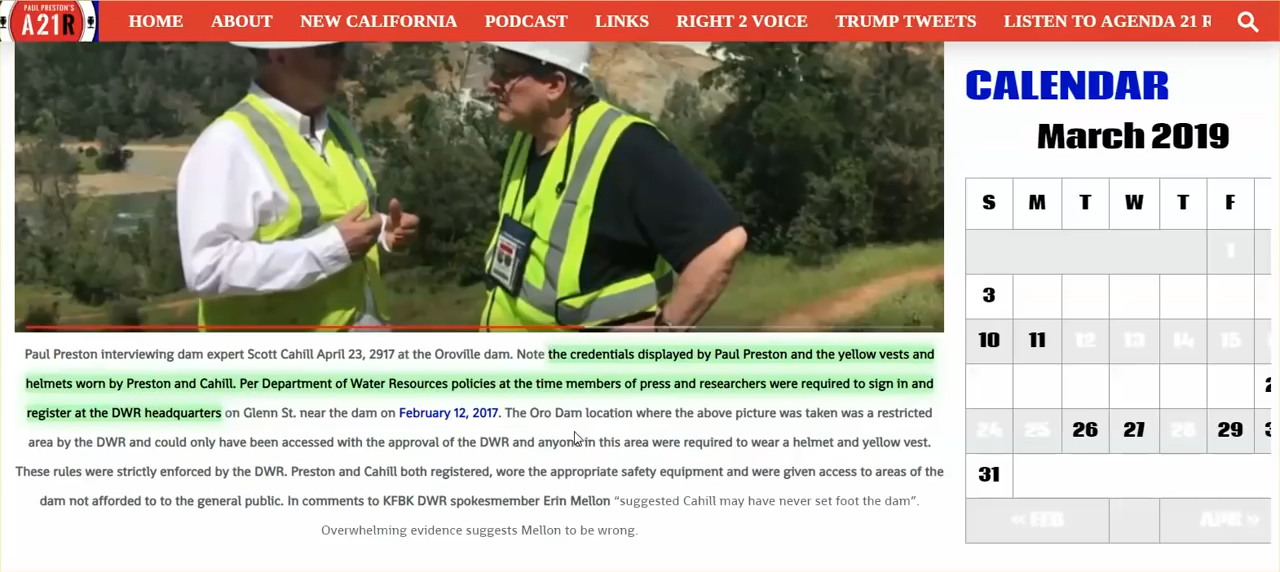 PAUL PRESTON'S
A21R
HOME ABOUT NEW CALIFORNIA PODCAST LINKS RIGHT 2 VOICE TRUMP TWEETS LISTEN TO AGENDA 21 R
CALENDAR
March 2019
S M T W T F
1
3
10 11 12 13 14 15
24 25 26 27 28 29
31
« FEB APR »
Paul Preston interviewing dam expert Scott Cahill April 23, 2917 at the Oroville dam. Note the credentials displayed by Paul Preston and the yellow vests and
helmets worn by Preston and Cahill. Per Department of Water Resources policies at the time members of press and researchers were required to sign in and
register at the DWR headquarters on Glenn St. near the dam on February 12, 2017. The Oro Dam location where the above picture was taken was a restricted
area by the DWR and could only have been accessed with the approval of the DWR and anyone in this area were required to wear a helmet and yellow vest.
These rules were strictly enforced by the DWR. Preston and Cahill both registered, wore the appropriate safety equipment and were given access to areas of the
dam not afforded to to the general public. In comments to KFBK DWR spokesmember Erin Mellon “suggested Cahill may have never set foot the dam”.
Overwhelming evidence suggests Mellon to be wrong.